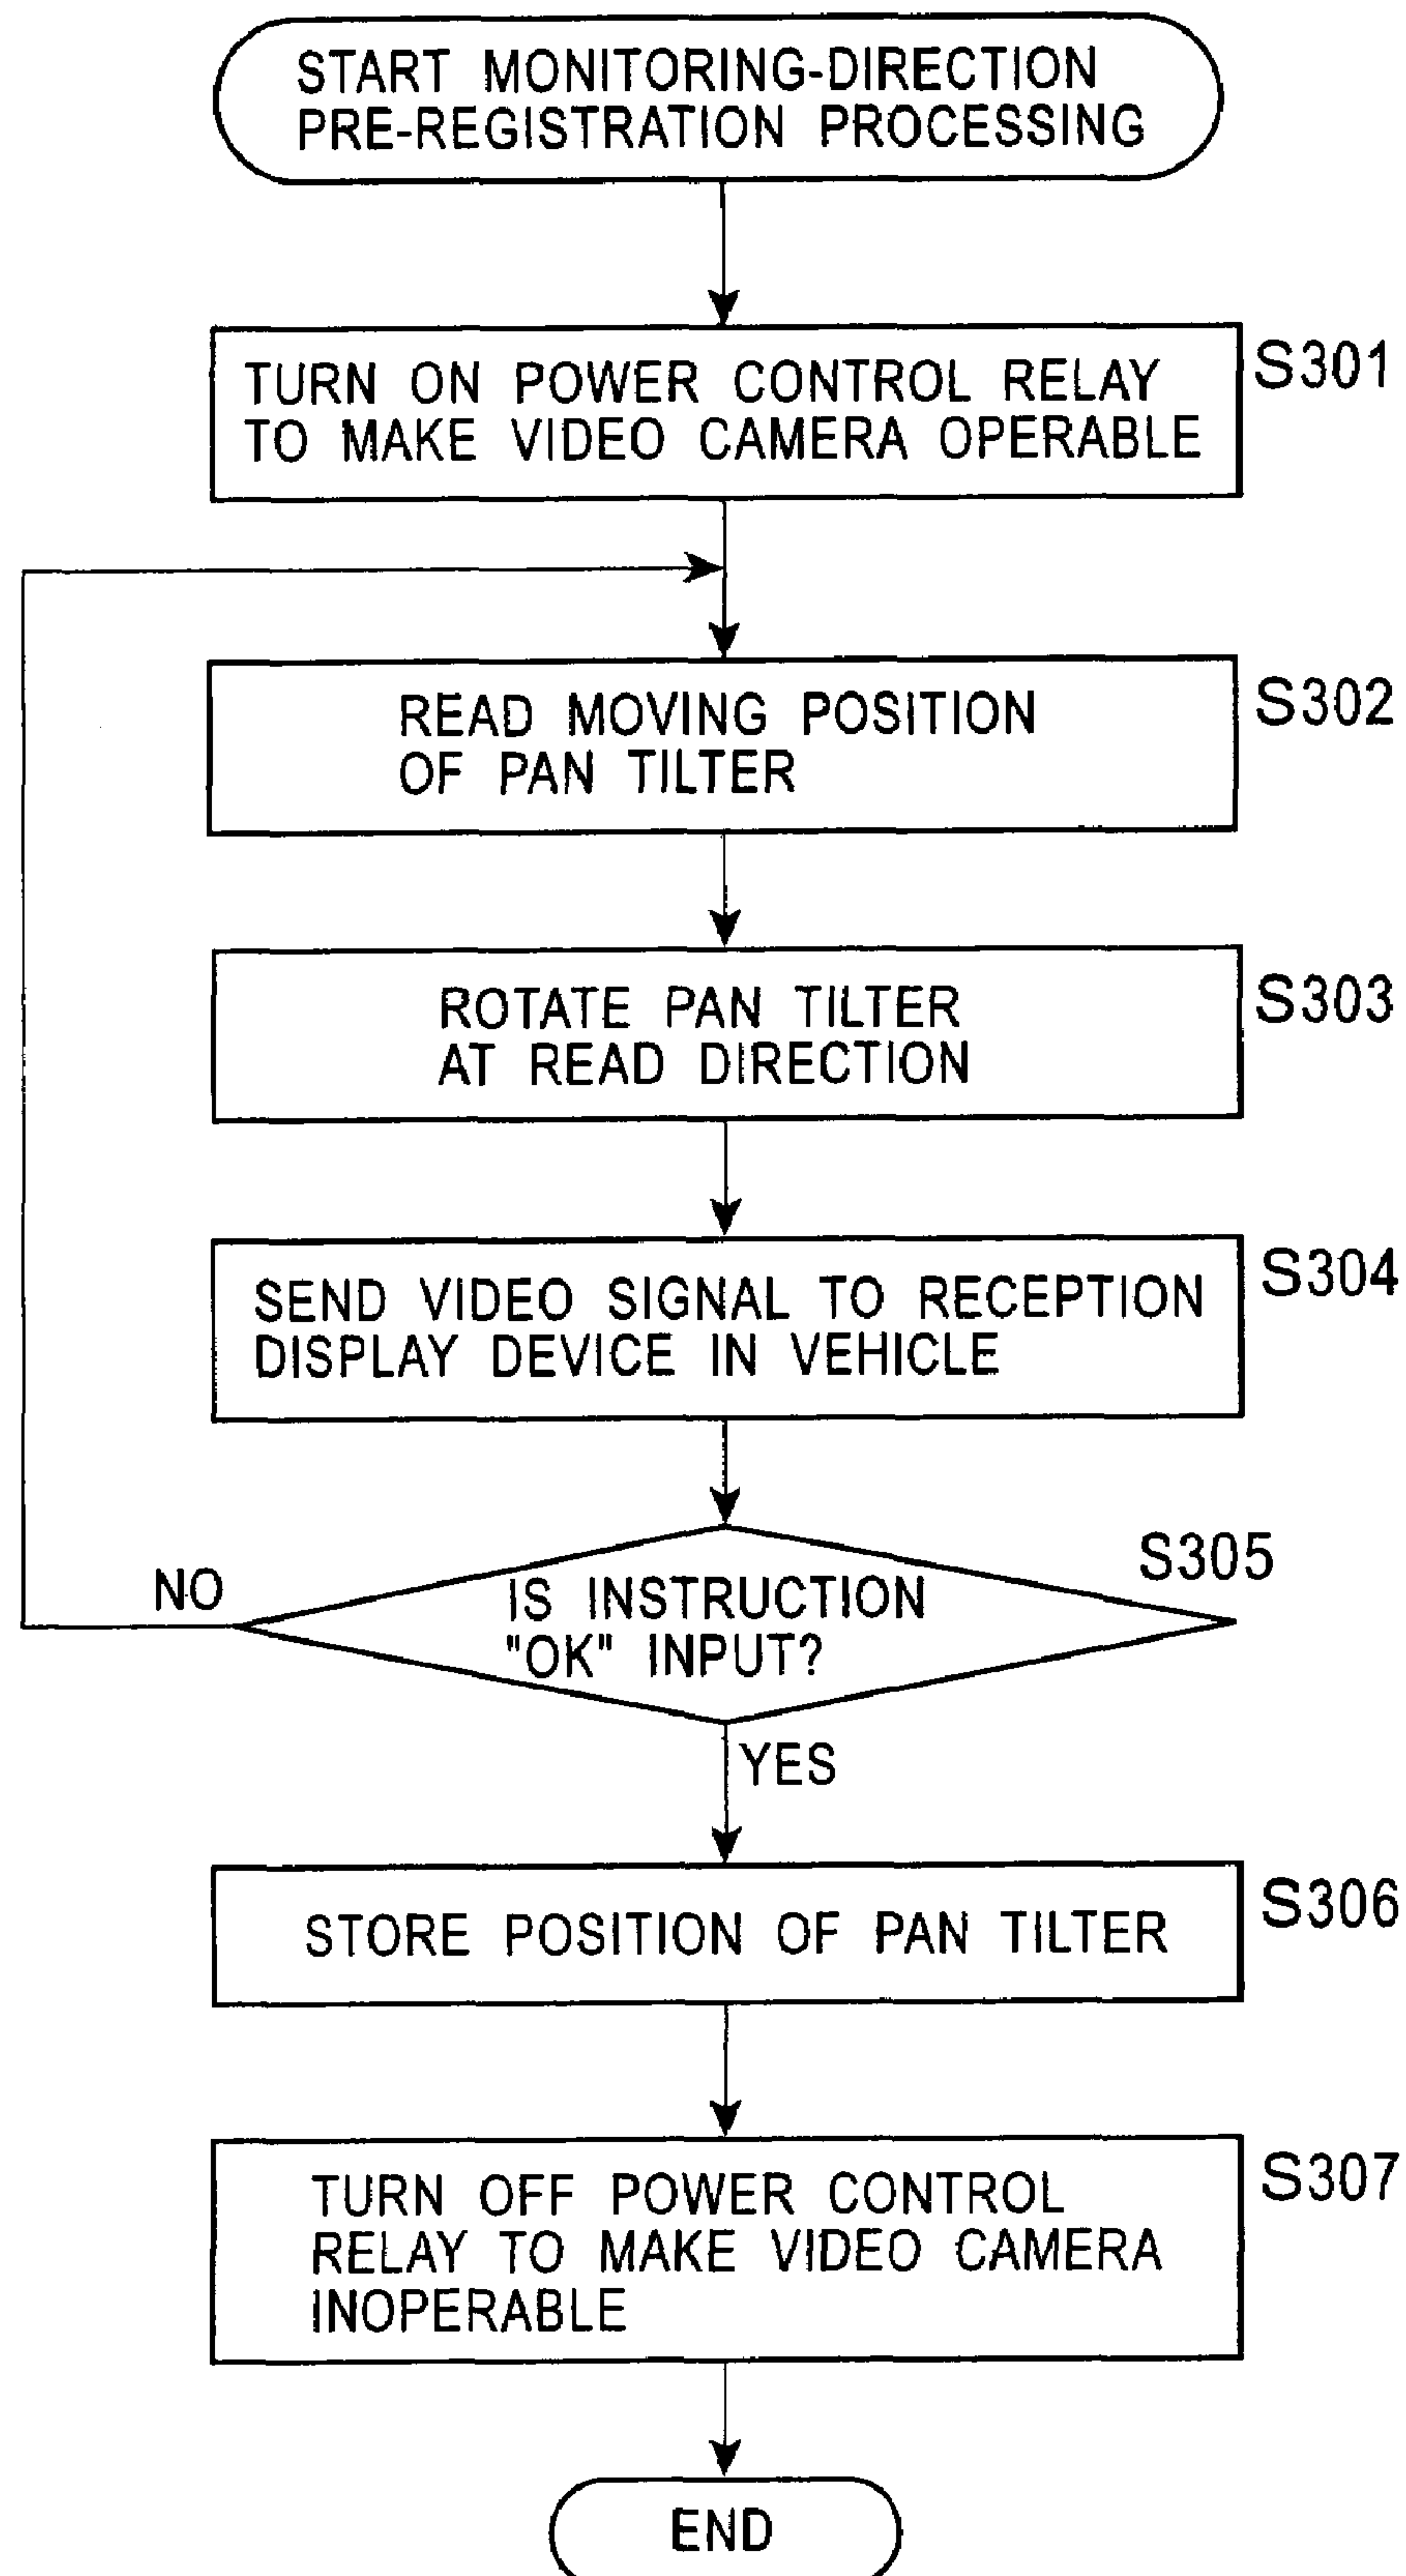 START MONITORING-DIRECTION
PRE-REGISTRATION PROCESSING
TURN ON POWER CONTROL RELAY
TO MAKE VIDEO CAMERA OPERABLE
S301
READ MOVING POSITION
OF PAN TILTER
S302
ROTATE PAN TILTER
AT READ DIRECTION
S303
SEND VIDEO SIGNAL TO RECEPTION
DISPLAY DEVICE IN VEHICLE
S304
IS INSTRUCTION
"OK" INPUT?
S305
NO
YES
STORE POSITION OF PAN TILTER
S306
TURN OFF POWER CONTROL
RELAY TO MAKE VIDEO CAMERA
INOPERABLE
S307
END